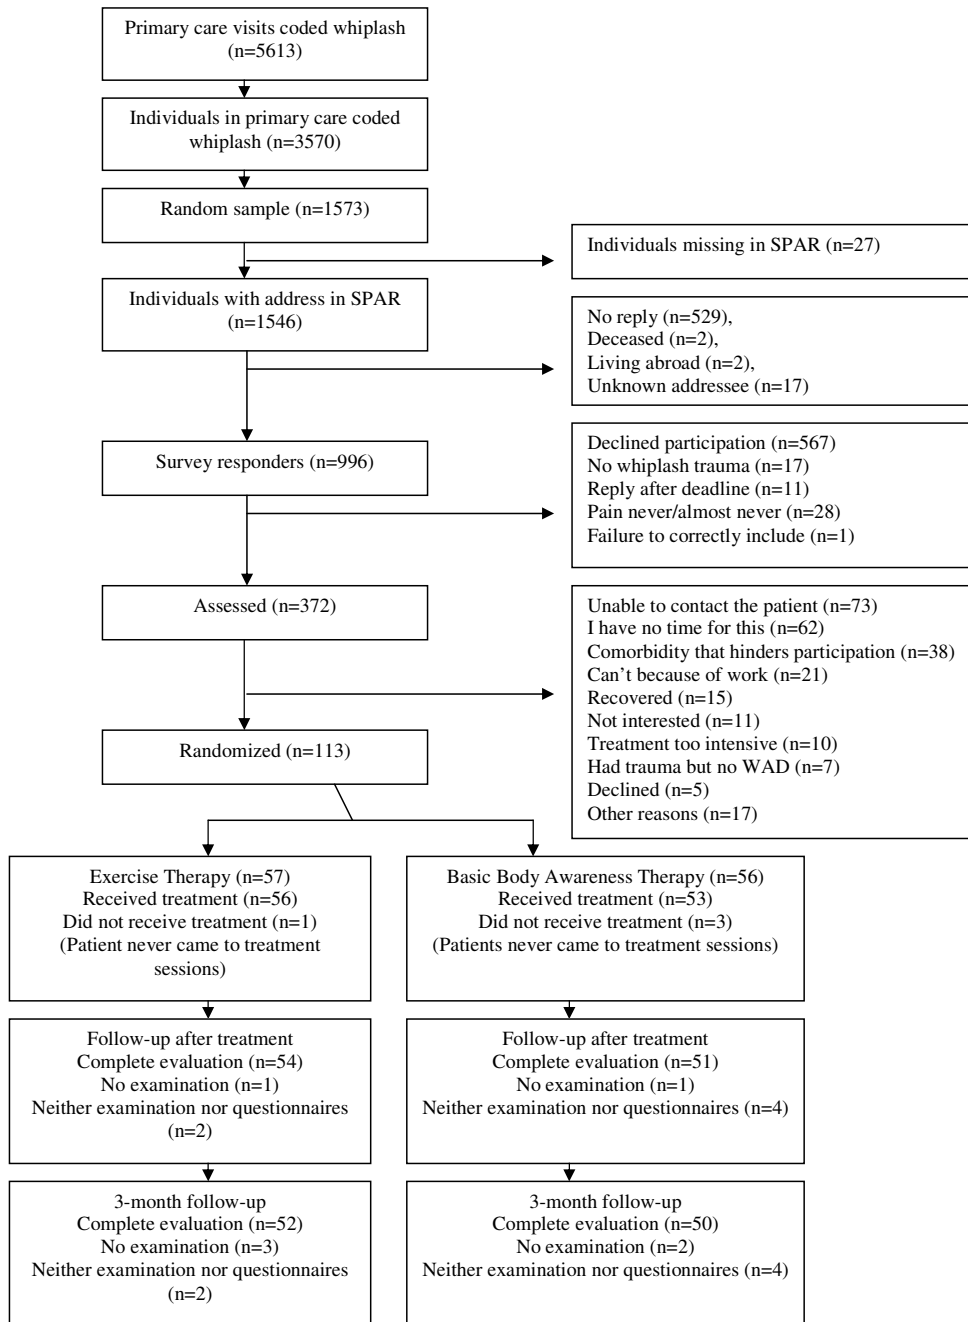 Primary care visits coded whiplash
(n=5613)
Individuals in primary care coded
whiplash (n=3570)
Random sample (n=1573)
Individuals missing in SPAR (n=27)
Individuals with address in SPAR
(n=1546)
No reply (n=529),
Deceased (n=2),
Living abroad (n=2),
Unknown addressee (n=17)
Survey responders (n=996)
Declined participation (n=567)
No whiplash trauma (n=17)
Reply after deadline (n=11)
Pain never/almost never (n=28)
Failure to correctly include (n=1)
Assessed (n=372)
Unable to contact the patient (n=73)
I have no time for this (n=62)
Comorbidity that hinders participation (n=38)
Can't because of work (n=21)
Recovered (n=15)
Not interested (n=11)
Treatment too intensive (n=10)
Had trauma but no WAD (n=7)
Declined (n=5)
Other reasons (n=17)
Randomized (n=113)
Exercise Therapy (n=57)
Received treatment (n=56)
Did not receive treatment (n=1)
(Patient never came to treatment
sessions)
Basic Body Awareness Therapy (n=56)
Received treatment (n=53)
Did not receive treatment (n=3)
(Patients never came to treatment sessions)
Follow-up after treatment
Complete evaluation (n=54)
No examination (n=1)
Neither examination nor questionnaires
(n=2)
Follow-up after treatment
Complete evaluation (n=51)
No examination (n=1)
Neither examination nor questionnaires (n=4)
3-month follow-up
Complete evaluation (n=52)
No examination (n=3)
Neither examination nor questionnaires
(n=2)
3-month follow-up
Complete evaluation (n=50)
No examination (n=2)
Neither examination nor questionnaires (n=4)